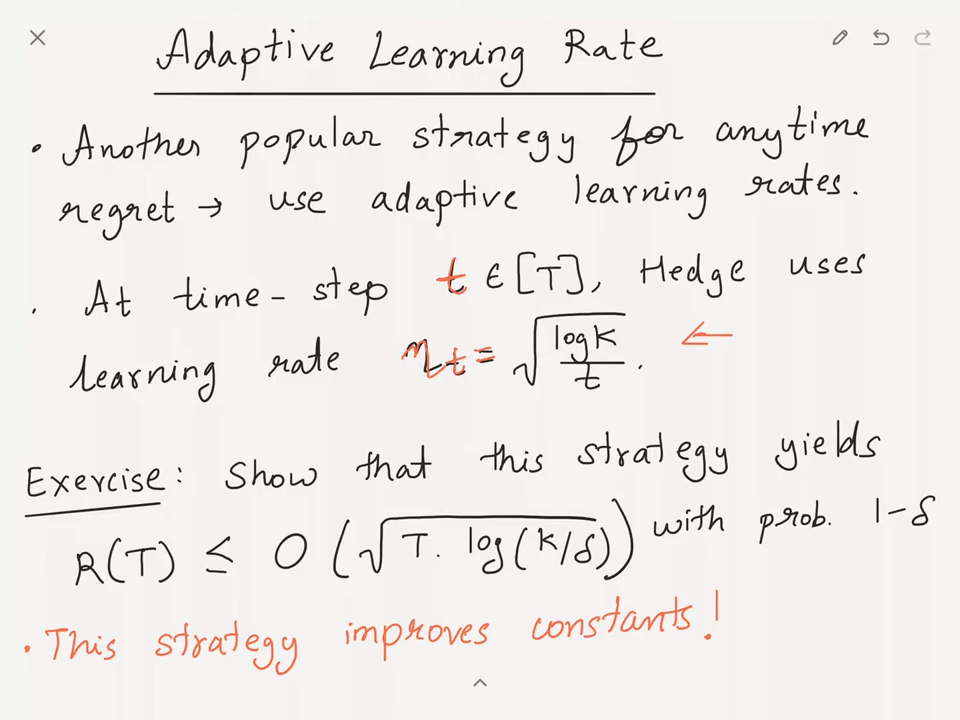 Adaptive Learning Rate
• Another popular strategy for anytime
regret → use adaptive learning rates.
. At time-step t ∈ [T], Hedge uses
learning rate η_t = √(log K / t) . ←
Exercise: Show that this strategy yields
R(T) ≤ O (√(T. log(K/δ))) with prob. 1-δ
• This strategy improves constants!